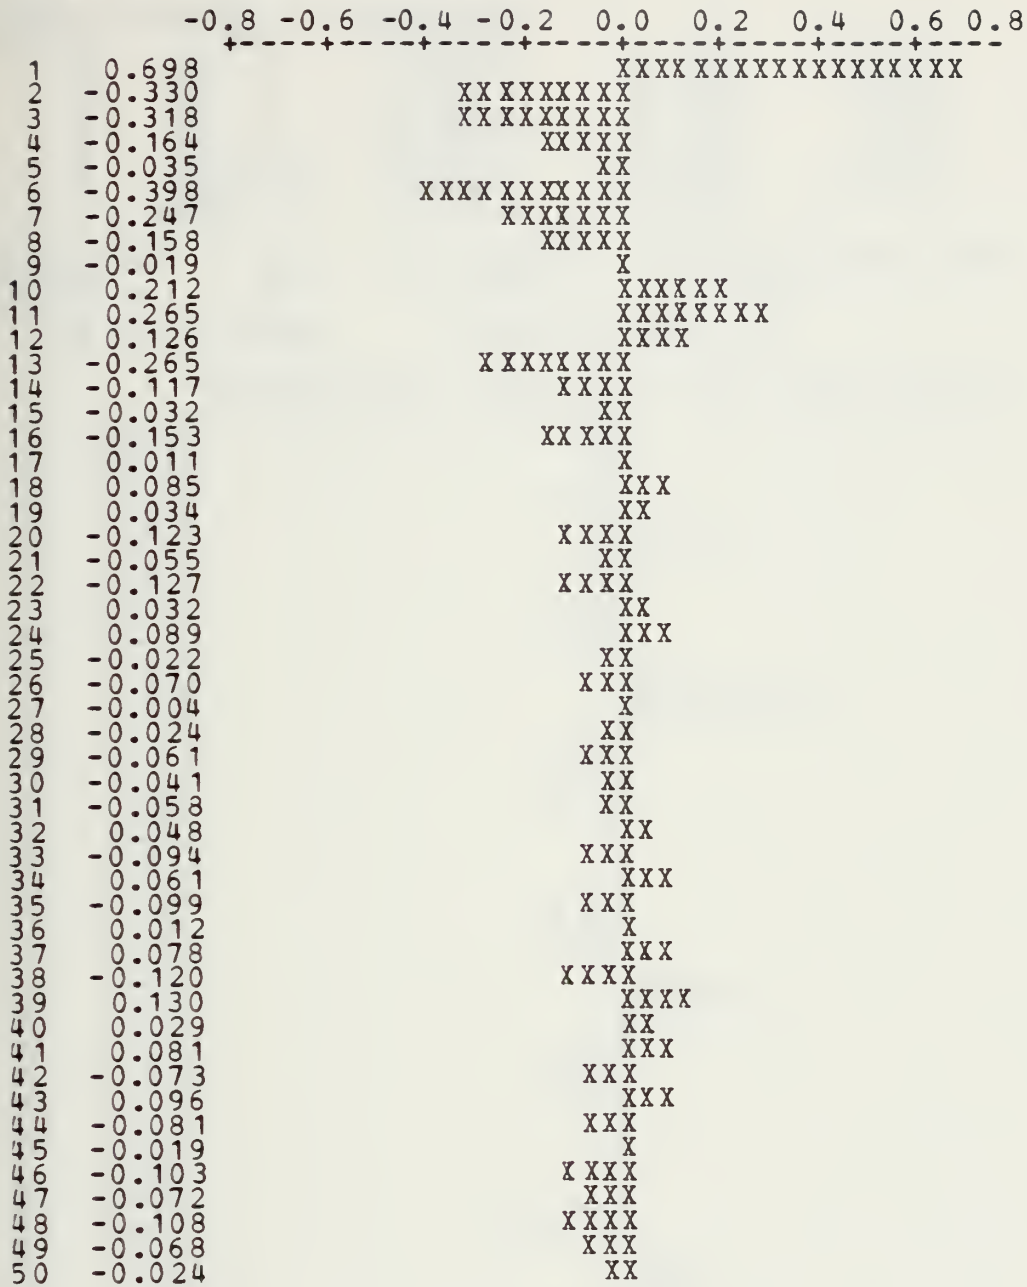 -0.8 -0.6 -0.4 -0.2 0.0 0.2 0.4 0.6 0.8
+----+----+----+----+----+----+----+----+
1 0.698 XXXXXXXXXXXXXXXXXX
2 -0.330 XXXXXXXXX
3 -0.318 XXXXXXXXX
4 -0.164 XXXXX
5 -0.035 XX
6 -0.398 XXXXXXXXXXX
7 -0.247 XXXXXXX
8 -0.158 XXXXX
9 -0.019 X
10 0.212 XXXXXX
11 0.265 XXXXXXXX
12 0.126 XXXX
13 -0.265 XXXXXXXX
14 -0.117 XXXX
15 -0.032 XX
16 -0.153 XXXXX
17 0.011 X
18 0.085 XXX
19 0.034 XX
20 -0.123 XXXX
21 -0.055 XX
22 -0.127 XXXX
23 0.032 XX
24 0.089 XXX
25 -0.022 XX
26 -0.070 XXX
27 -0.004 X
28 -0.024 XX
29 -0.061 XXX
30 -0.041 XX
31 -0.058 XX
32 0.048 XX
33 -0.094 XXX
34 0.061 XXX
35 -0.099 XXX
36 0.012 X
37 0.078 XXX
38 -0.120 XXXX
39 0.130 XXXX
40 0.029 XX
41 0.081 XXX
42 -0.073 XXX
43 0.096 XXX
44 -0.081 XXX
45 -0.019 X
46 -0.103 XXXX
47 -0.072 XXX
48 -0.108 XXXX
49 -0.068 XXX
50 -0.024 XX